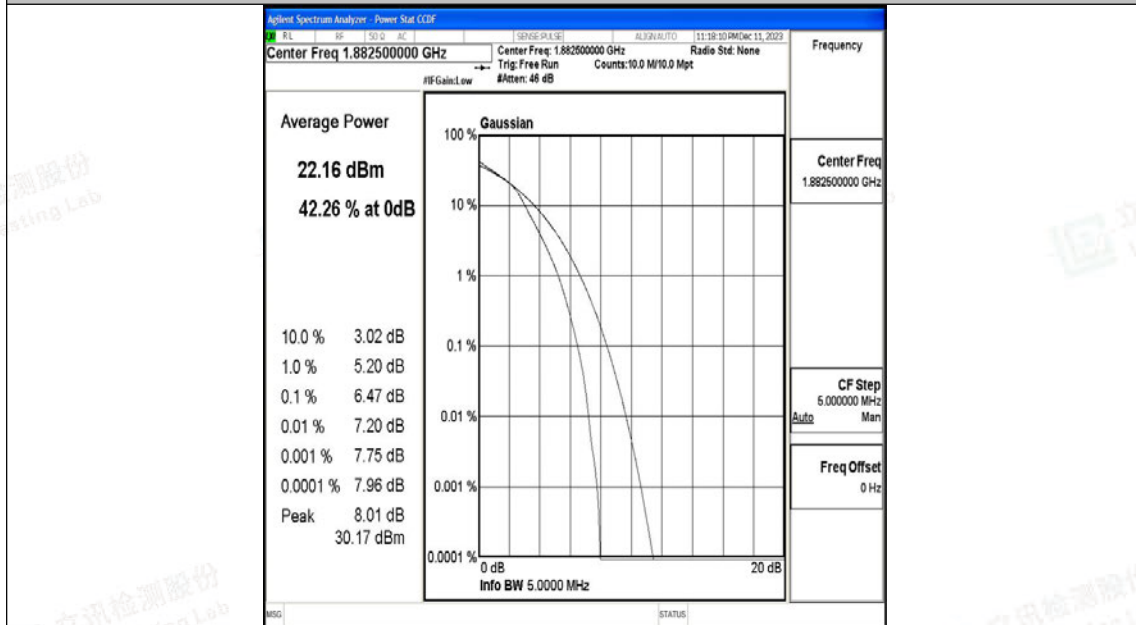 Agilent Spectrum Analyzer - Power Stat CCDF
RL RF 50 Ω AC SENSE:PULSE ALIGNAUTO 11:18:10 PM Dec 11, 2023
Center Freq 1.882500000 GHz
Center Freq: 1.882500000 GHz Radio Std: None
Trig: Free Run Counts:10.0 M/10.0 Mpt
#IFGain:Low #Atten: 46 dB
Average Power
22.16 dBm
42.26 % at 0dB
10.0 % 3.02 dB
1.0 % 5.20 dB
0.1 % 6.47 dB
0.01 % 7.20 dB
0.001 % 7.75 dB
0.0001 % 7.96 dB
Peak 8.01 dB
30.17 dBm
Gaussian
100 %
10 %
1 %
0.1 %
0.01 %
0.001 %
0.0001 %
0 dB 20 dB
Info BW 5.0000 MHz
Frequency
Center Freq
1.882500000 GHz
CF Step
5.000000 MHz
Auto Man
Freq Offset
0 Hz
MSG STATUS